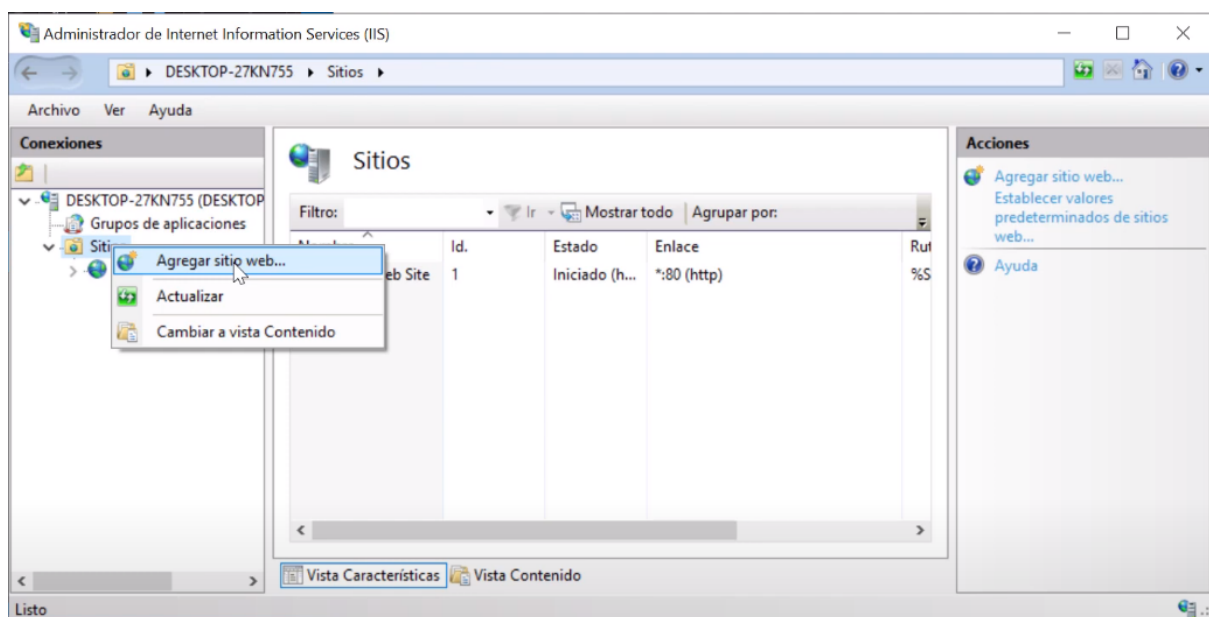 Administrador de Internet Information Services (IIS)
DESKTOP-27KN755 Sitios
Archivo Ver Ayuda
Conexiones
DESKTOP-27KN755 (DESKTOP
Grupos de aplicaciones
Agregar sitio web...
Actualizar
Cambiar a vista Contenido
Sitios
Filtro: Ir Mostrar todo Agrupar por:
Id. Estado Enlace
Site 1 Iniciado (h... *:80 (http) %S
Vista Características Vista Contenido
Acciones
Agregar sitio web...
Establecer valores
predeterminados de sitios
web...
Ayuda
Listo